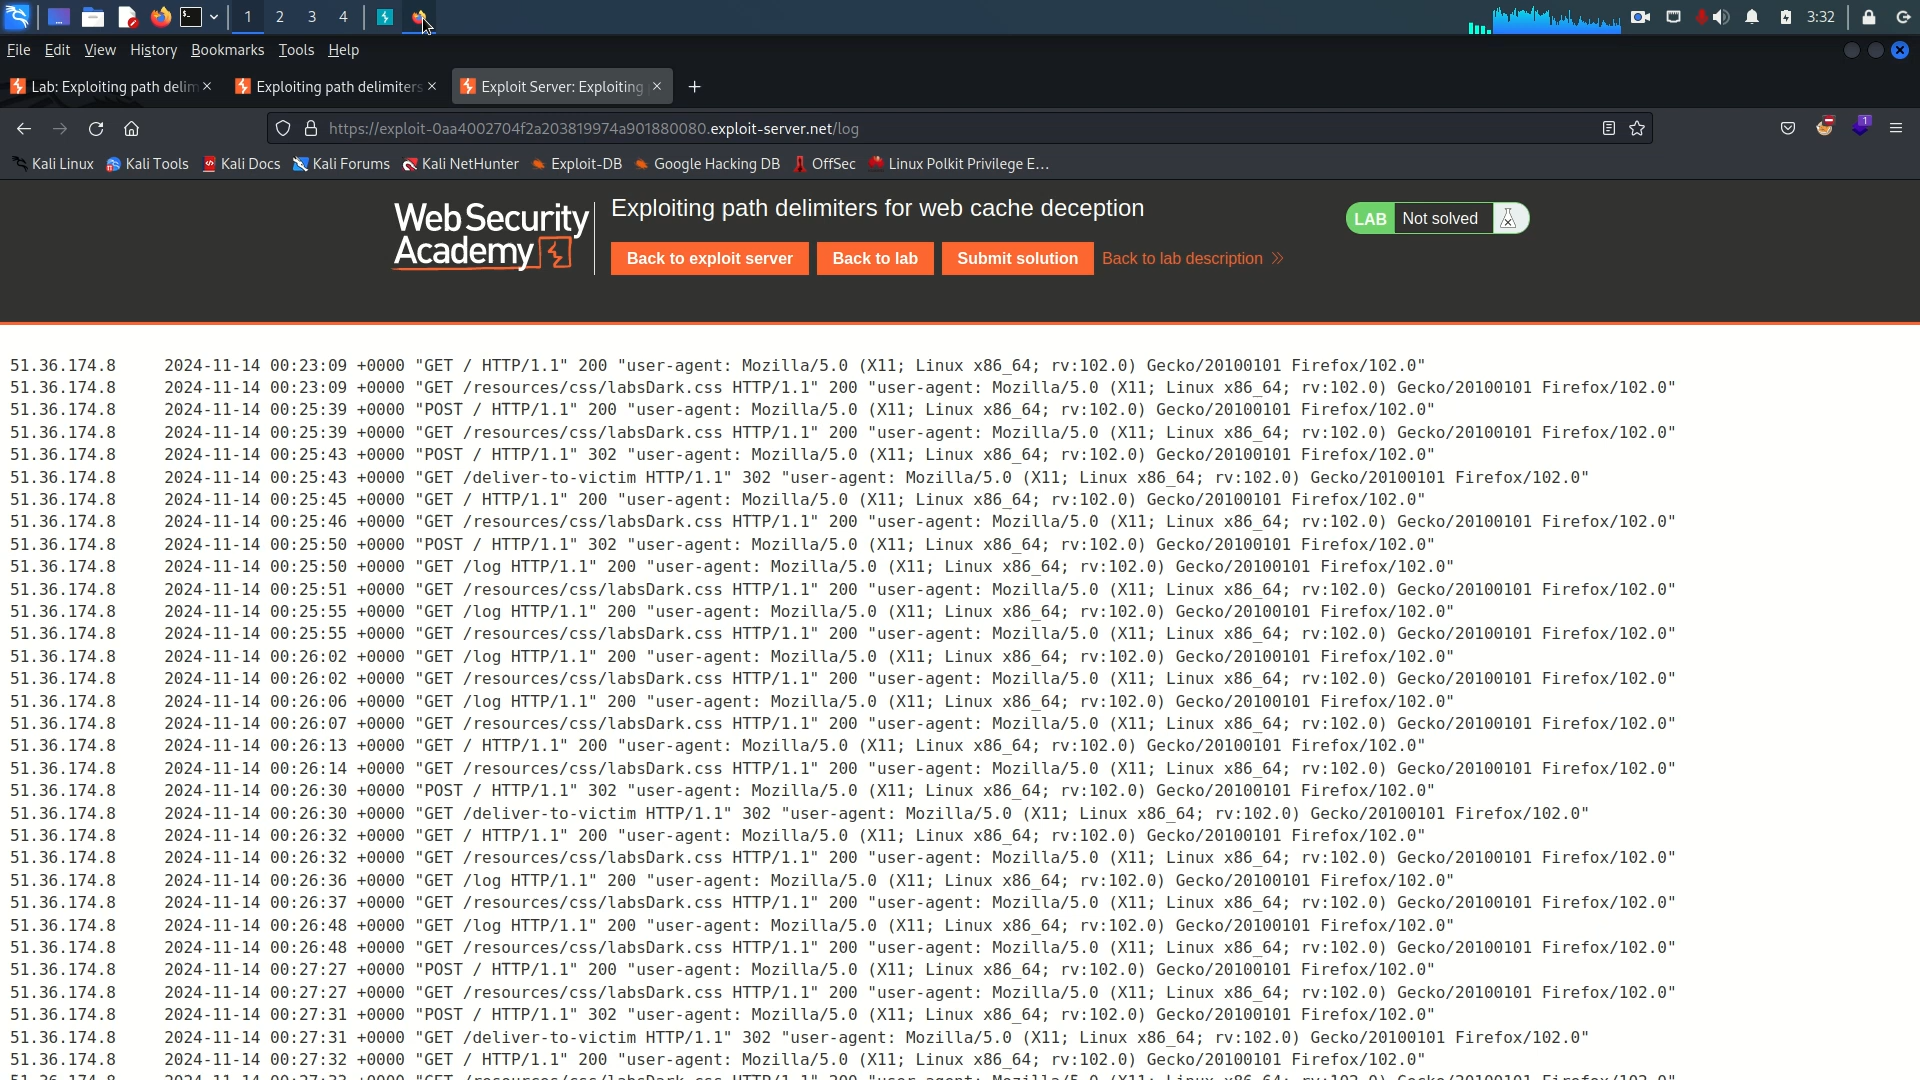 1 2 3 4 3:32
File Edit View History Bookmarks Tools Help
Lab: Exploiting path delim × Exploiting path delimiters × Exploit Server: Exploiting × +
https://exploit-0aa4002704f2a203819974a901880080.exploit-server.net/log 1
Kali Linux Kali Tools Kali Docs Kali Forums Kali NetHunter Exploit-DB Google Hacking DB OffSec Linux Polkit Privilege E…
WebSecurity
Academy
Exploiting path delimiters for web cache deception
LAB Not solved
Back to exploit server Back to lab Submit solution Back to lab description
51.36.174.8 2024-11-14 00:23:09 +0000 "GET / HTTP/1.1" 200 "user-agent: Mozilla/5.0 (X11; Linux x86_64; rv:102.0) Gecko/20100101 Firefox/102.0"
51.36.174.8 2024-11-14 00:23:09 +0000 "GET /resources/css/labsDark.css HTTP/1.1" 200 "user-agent: Mozilla/5.0 (X11; Linux x86_64; rv:102.0) Gecko/20100101 Firefox/102.0"
51.36.174.8 2024-11-14 00:25:39 +0000 "POST / HTTP/1.1" 200 "user-agent: Mozilla/5.0 (X11; Linux x86_64; rv:102.0) Gecko/20100101 Firefox/102.0"
51.36.174.8 2024-11-14 00:25:39 +0000 "GET /resources/css/labsDark.css HTTP/1.1" 200 "user-agent: Mozilla/5.0 (X11; Linux x86_64; rv:102.0) Gecko/20100101 Firefox/102.0"
51.36.174.8 2024-11-14 00:25:43 +0000 "POST / HTTP/1.1" 302 "user-agent: Mozilla/5.0 (X11; Linux x86_64; rv:102.0) Gecko/20100101 Firefox/102.0"
51.36.174.8 2024-11-14 00:25:43 +0000 "GET /deliver-to-victim HTTP/1.1" 302 "user-agent: Mozilla/5.0 (X11; Linux x86_64; rv:102.0) Gecko/20100101 Firefox/102.0"
51.36.174.8 2024-11-14 00:25:45 +0000 "GET / HTTP/1.1" 200 "user-agent: Mozilla/5.0 (X11; Linux x86_64; rv:102.0) Gecko/20100101 Firefox/102.0"
51.36.174.8 2024-11-14 00:25:46 +0000 "GET /resources/css/labsDark.css HTTP/1.1" 200 "user-agent: Mozilla/5.0 (X11; Linux x86_64; rv:102.0) Gecko/20100101 Firefox/102.0"
51.36.174.8 2024-11-14 00:25:50 +0000 "POST / HTTP/1.1" 302 "user-agent: Mozilla/5.0 (X11; Linux x86_64; rv:102.0) Gecko/20100101 Firefox/102.0"
51.36.174.8 2024-11-14 00:25:50 +0000 "GET /log HTTP/1.1" 200 "user-agent: Mozilla/5.0 (X11; Linux x86_64; rv:102.0) Gecko/20100101 Firefox/102.0"
51.36.174.8 2024-11-14 00:25:51 +0000 "GET /resources/css/labsDark.css HTTP/1.1" 200 "user-agent: Mozilla/5.0 (X11; Linux x86_64; rv:102.0) Gecko/20100101 Firefox/102.0"
51.36.174.8 2024-11-14 00:25:55 +0000 "GET /log HTTP/1.1" 200 "user-agent: Mozilla/5.0 (X11; Linux x86_64; rv:102.0) Gecko/20100101 Firefox/102.0"
51.36.174.8 2024-11-14 00:25:55 +0000 "GET /resources/css/labsDark.css HTTP/1.1" 200 "user-agent: Mozilla/5.0 (X11; Linux x86_64; rv:102.0) Gecko/20100101 Firefox/102.0"
51.36.174.8 2024-11-14 00:26:02 +0000 "GET /log HTTP/1.1" 200 "user-agent: Mozilla/5.0 (X11; Linux x86_64; rv:102.0) Gecko/20100101 Firefox/102.0"
51.36.174.8 2024-11-14 00:26:02 +0000 "GET /resources/css/labsDark.css HTTP/1.1" 200 "user-agent: Mozilla/5.0 (X11; Linux x86_64; rv:102.0) Gecko/20100101 Firefox/102.0"
51.36.174.8 2024-11-14 00:26:06 +0000 "GET /log HTTP/1.1" 200 "user-agent: Mozilla/5.0 (X11; Linux x86_64; rv:102.0) Gecko/20100101 Firefox/102.0"
51.36.174.8 2024-11-14 00:26:07 +0000 "GET /resources/css/labsDark.css HTTP/1.1" 200 "user-agent: Mozilla/5.0 (X11; Linux x86_64; rv:102.0) Gecko/20100101 Firefox/102.0"
51.36.174.8 2024-11-14 00:26:13 +0000 "GET / HTTP/1.1" 200 "user-agent: Mozilla/5.0 (X11; Linux x86_64; rv:102.0) Gecko/20100101 Firefox/102.0"
51.36.174.8 2024-11-14 00:26:14 +0000 "GET /resources/css/labsDark.css HTTP/1.1" 200 "user-agent: Mozilla/5.0 (X11; Linux x86_64; rv:102.0) Gecko/20100101 Firefox/102.0"
51.36.174.8 2024-11-14 00:26:30 +0000 "POST / HTTP/1.1" 302 "user-agent: Mozilla/5.0 (X11; Linux x86_64; rv:102.0) Gecko/20100101 Firefox/102.0"
51.36.174.8 2024-11-14 00:26:30 +0000 "GET /deliver-to-victim HTTP/1.1" 302 "user-agent: Mozilla/5.0 (X11; Linux x86_64; rv:102.0) Gecko/20100101 Firefox/102.0"
51.36.174.8 2024-11-14 00:26:32 +0000 "GET / HTTP/1.1" 200 "user-agent: Mozilla/5.0 (X11; Linux x86_64; rv:102.0) Gecko/20100101 Firefox/102.0"
51.36.174.8 2024-11-14 00:26:32 +0000 "GET /resources/css/labsDark.css HTTP/1.1" 200 "user-agent: Mozilla/5.0 (X11; Linux x86_64; rv:102.0) Gecko/20100101 Firefox/102.0"
51.36.174.8 2024-11-14 00:26:36 +0000 "GET /log HTTP/1.1" 200 "user-agent: Mozilla/5.0 (X11; Linux x86_64; rv:102.0) Gecko/20100101 Firefox/102.0"
51.36.174.8 2024-11-14 00:26:37 +0000 "GET /resources/css/labsDark.css HTTP/1.1" 200 "user-agent: Mozilla/5.0 (X11; Linux x86_64; rv:102.0) Gecko/20100101 Firefox/102.0"
51.36.174.8 2024-11-14 00:26:48 +0000 "GET /log HTTP/1.1" 200 "user-agent: Mozilla/5.0 (X11; Linux x86_64; rv:102.0) Gecko/20100101 Firefox/102.0"
51.36.174.8 2024-11-14 00:26:48 +0000 "GET /resources/css/labsDark.css HTTP/1.1" 200 "user-agent: Mozilla/5.0 (X11; Linux x86_64; rv:102.0) Gecko/20100101 Firefox/102.0"
51.36.174.8 2024-11-14 00:27:27 +0000 "POST / HTTP/1.1" 200 "user-agent: Mozilla/5.0 (X11; Linux x86_64; rv:102.0) Gecko/20100101 Firefox/102.0"
51.36.174.8 2024-11-14 00:27:27 +0000 "GET /resources/css/labsDark.css HTTP/1.1" 200 "user-agent: Mozilla/5.0 (X11; Linux x86_64; rv:102.0) Gecko/20100101 Firefox/102.0"
51.36.174.8 2024-11-14 00:27:31 +0000 "POST / HTTP/1.1" 302 "user-agent: Mozilla/5.0 (X11; Linux x86_64; rv:102.0) Gecko/20100101 Firefox/102.0"
51.36.174.8 2024-11-14 00:27:31 +0000 "GET /deliver-to-victim HTTP/1.1" 302 "user-agent: Mozilla/5.0 (X11; Linux x86_64; rv:102.0) Gecko/20100101 Firefox/102.0"
51.36.174.8 2024-11-14 00:27:32 +0000 "GET / HTTP/1.1" 200 "user-agent: Mozilla/5.0 (X11; Linux x86_64; rv:102.0) Gecko/20100101 Firefox/102.0"